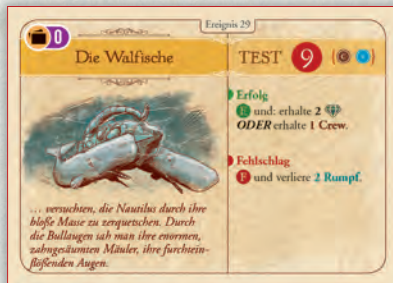 Ereignis 29
0
Die Walfische
TEST 9
Erfolg
E und: erhalte 2
ODER erhalte 1 Crew.
Fehlschlag
F und verliere 2 Rumpf.
... versuchten, die Nautilus durch ihre
bloße Masse zu zerquetschen. Durch
die Bullaugen sah man ihre enormen,
zahngesäumten Mäuler, ihre furchtein-
flößenden Augen.